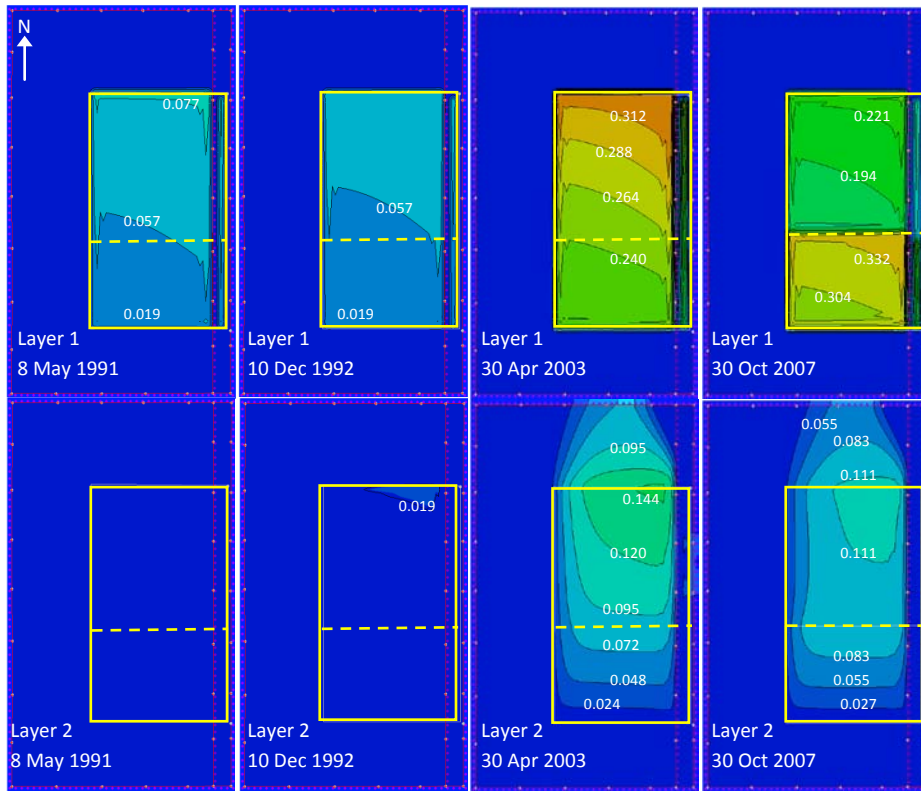 N
0.077
0.057
0.019
Layer 1
8 May 1991
0.057
0.019
Layer 1
10 Dec 1992
0.312
0.288
0.264
0.240
Layer 1
30 Apr 2003
0.221
0.194
0.332
0.304
Layer 1
30 Oct 2007
Layer 2
8 May 1991
0.019
Layer 2
10 Dec 1992
0.095
0.144
0.120
0.095
0.072
0.048
0.024
Layer 2
30 Apr 2003
0.055
0.083
0.111
0.111
0.083
0.055
0.027
Layer 2
30 Oct 2007